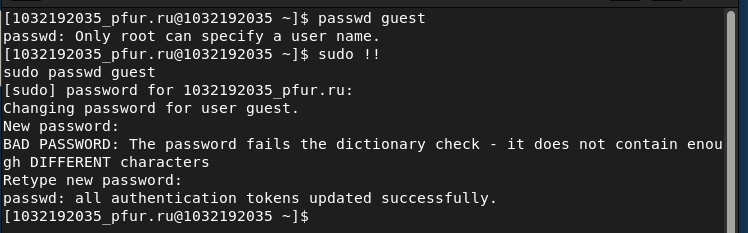 [1032192035_pfur.ru@1032192035 ~]$ passwd guest
passwd: Only root can specify a user name.
[1032192035_pfur.ru@1032192035 ~]$ sudo !!
sudo passwd guest
[sudo] password for 1032192035_pfur.ru:
Changing password for user guest.
New password:
BAD PASSWORD: The password fails the dictionary check - it does not contain enou
gh DIFFERENT characters
Retype new password:
passwd: all authentication tokens updated successfully.
[1032192035_pfur.ru@1032192035 ~]$